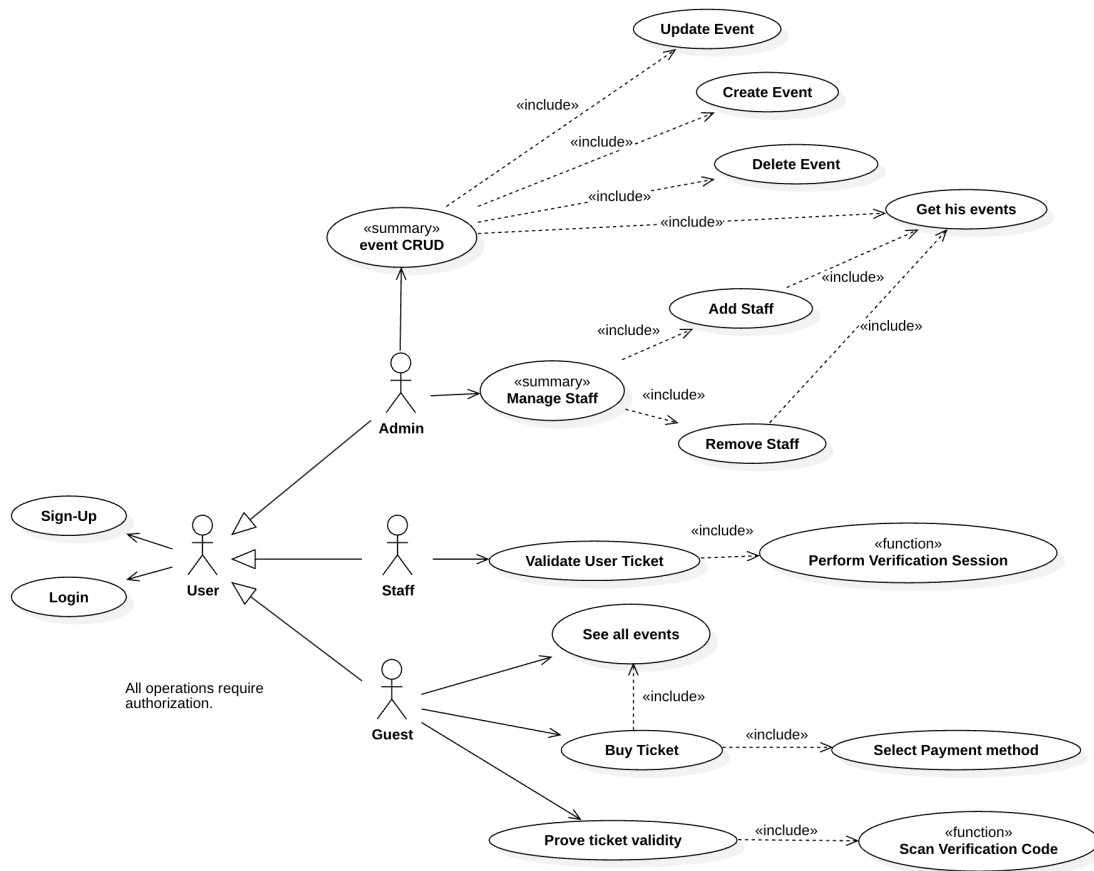 Update Event
Create Event
«include»
«include»
Delete Event
«include»
Get his events
«include»
«summary»
event CRUD
«include»
Add Staff
«include»
«include»
Admin
«summary»
Manage Staff
«include»
Remove Staff
Sign-Up
Login
User
Staff
Validate User Ticket
«include»
«function»
Perform Verification Session
See all events
«include»
All operations require
authorization.
Guest
Buy Ticket
«include»
Select Payment method
Prove ticket validity
«include»
«function»
Scan Verification Code